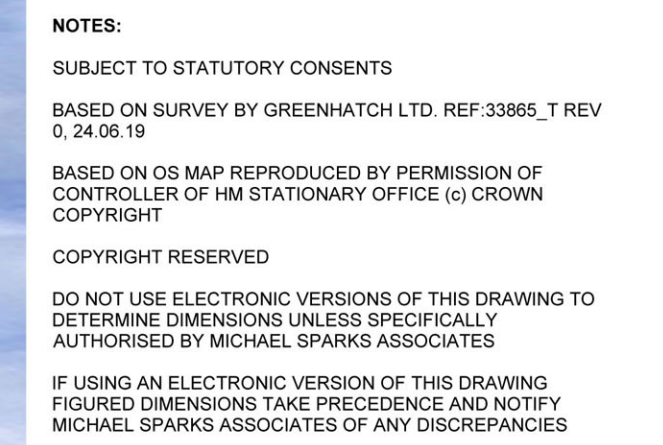 NOTES:
SUBJECT TO STATUTORY CONSENTS
BASED ON SURVEY BY GREENHATCH LTD. REF:33865_T REV
0, 24.06.19
BASED ON OS MAP REPRODUCED BY PERMISSION OF
CONTROLLER OF HM STATIONARY OFFICE (c) CROWN
COPYRIGHT
COPYRIGHT RESERVED
DO NOT USE ELECTRONIC VERSIONS OF THIS DRAWING TO
DETERMINE DIMENSIONS UNLESS SPECIFICALLY
AUTHORISED BY MICHAEL SPARKS ASSOCIATES
IF USING AN ELECTRONIC VERSION OF THIS DRAWING
FIGURED DIMENSIONS TAKE PRECEDENCE AND NOTIFY
MICHAEL SPARKS ASSOCIATES OF ANY DISCREPANCIES